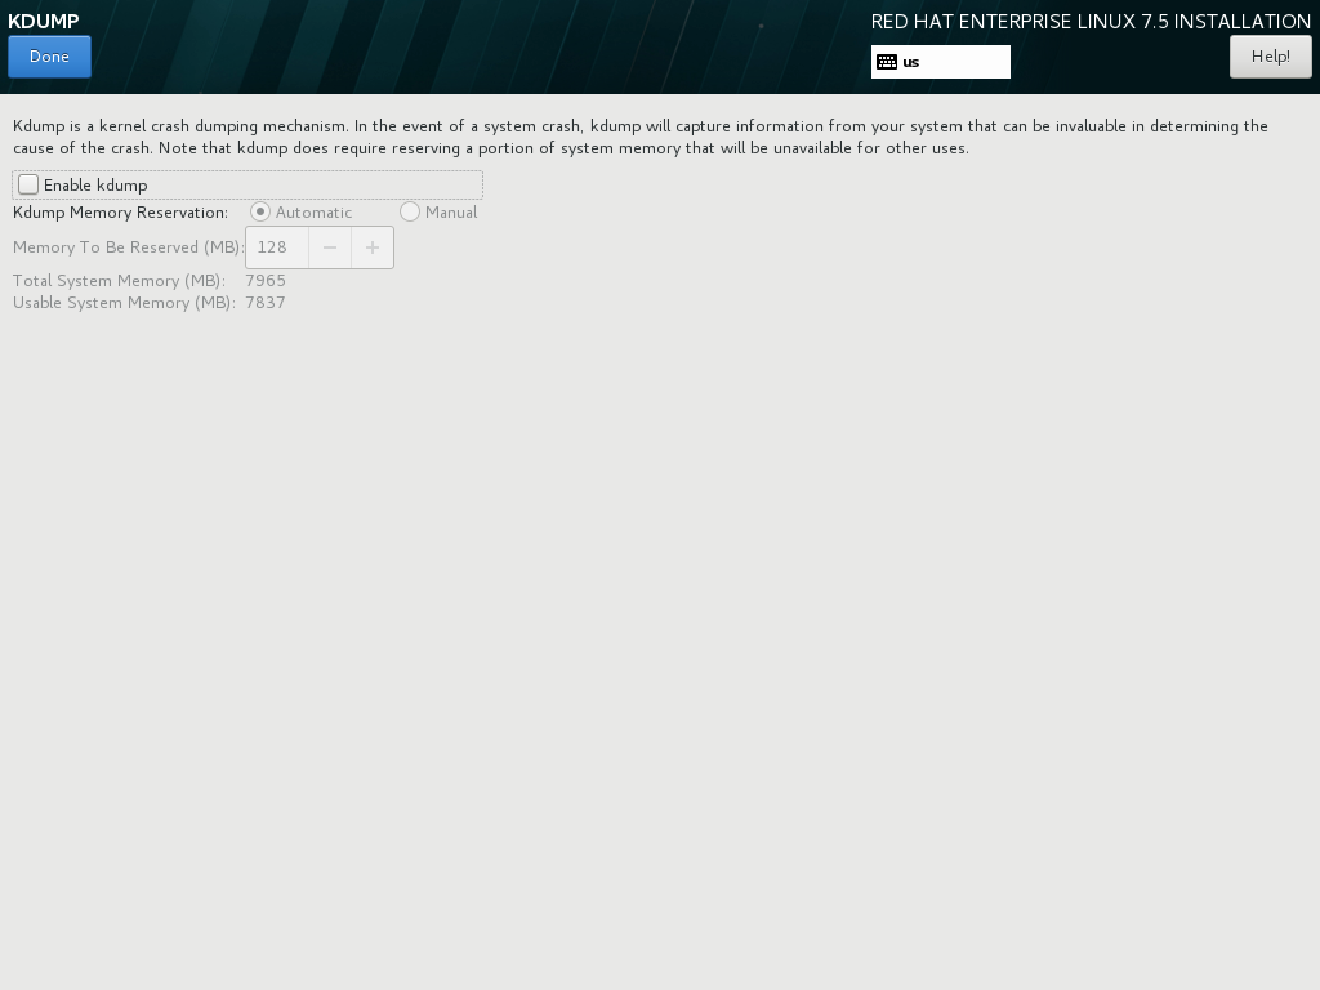 KDUMP
RED HAT ENTERPRISE LINUX 7.5 INSTALLATION
Done
us
Help!
Kdump is a kernel crash dumping mechanism. In the event of a system crash, kdump will capture information from your system that can be invaluable in determining the
cause of the crash. Note that kdump does require reserving a portion of system memory that will be unavailable for other uses.
Enable kdump
Kdump Memory Reservation: Automatic Manual
Memory To Be Reserved (MB): 128 − +
Total System Memory (MB): 7965
Usable System Memory (MB): 7837